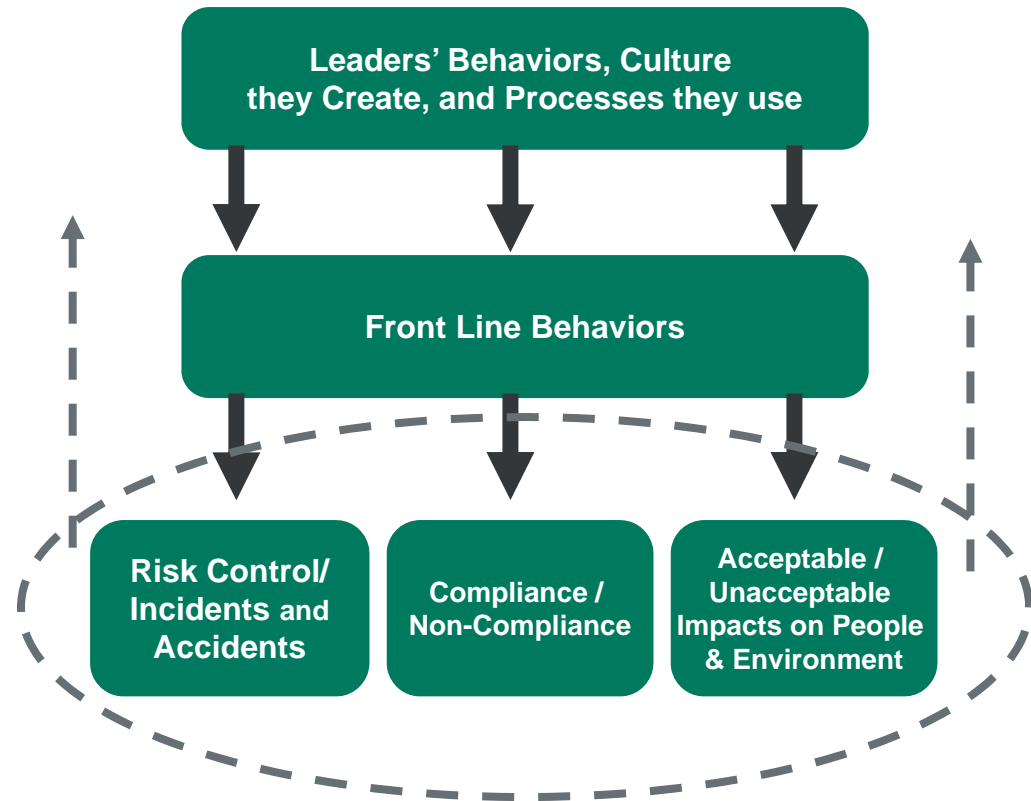 Leaders’ Behaviors, Culture
they Create, and Processes they use
Front Line Behaviors
Risk Control/
Incidents and
Accidents
Compliance /
Non-Compliance
Acceptable /
Unacceptable
Impacts on People
& Environment